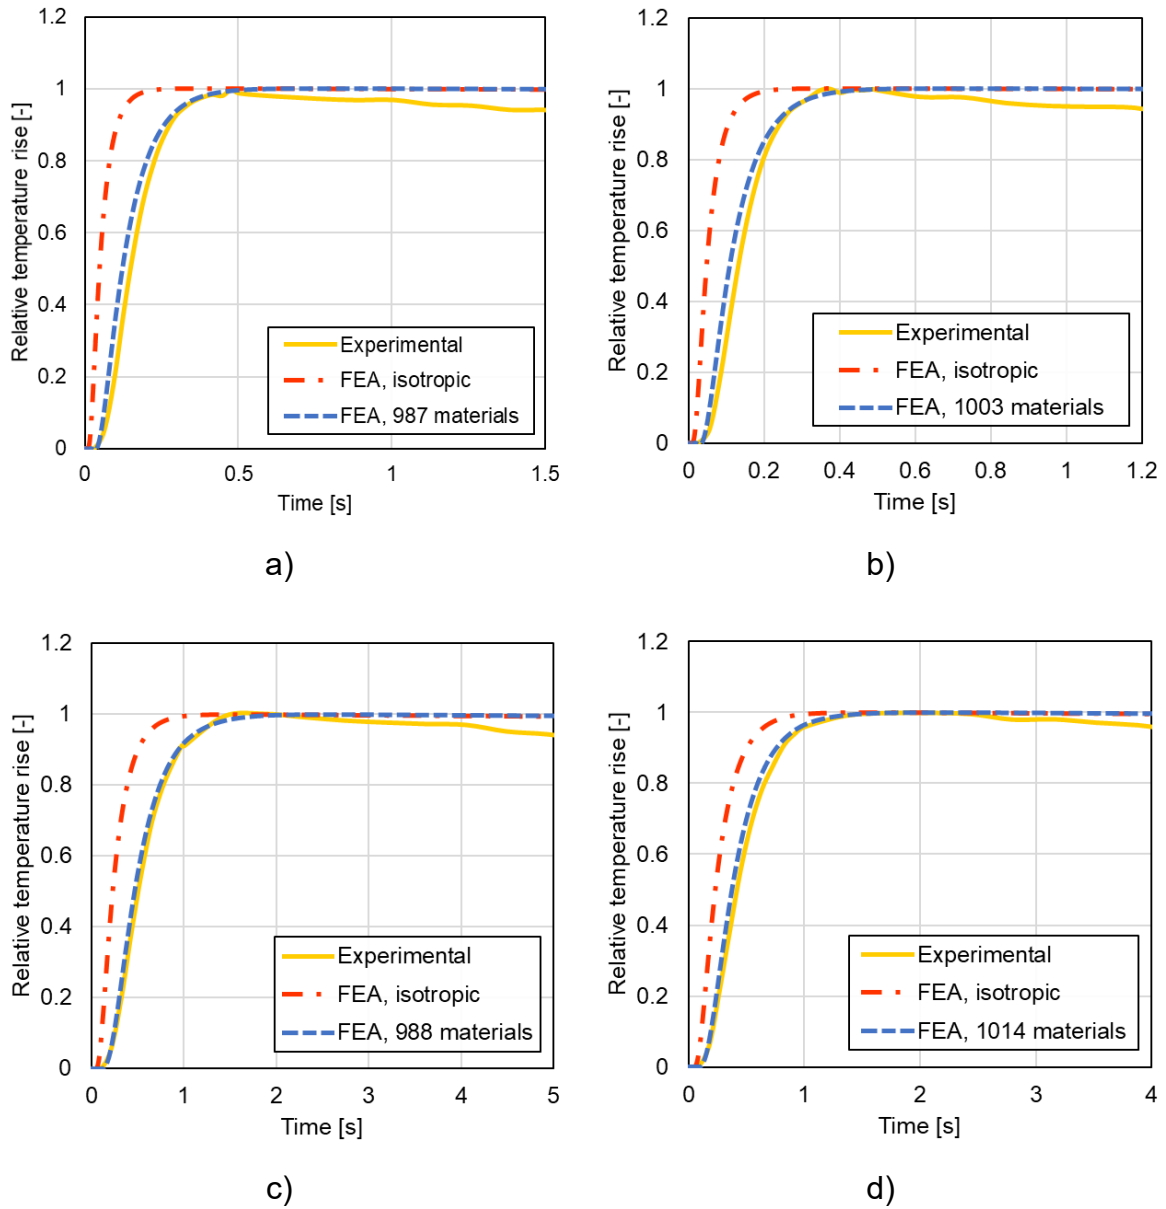 1.2
1
0.8
0.6
0.4
0.2
0
Relative temperature rise [-]
Experimental
FEA, isotropic
FEA, 987 materials
0 0.5 1 1.5
Time [s]
a)
1.2
1
0.8
0.6
0.4
0.2
0
Relative temperature rise [-]
Experimental
FEA, isotropic
FEA, 1003 materials
0 0.2 0.4 0.6 0.8 1 1.2
Time [s]
b)
1.2
1
0.8
0.6
0.4
0.2
0
Relative temperature rise [-]
Experimental
FEA, isotropic
FEA, 988 materials
0 1 2 3 4 5
Time [s]
c)
1.2
1
0.8
0.6
0.4
0.2
0
Relative temperature rise [-]
Experimental
FEA, isotropic
FEA, 1014 materials
0 1 2 3 4
Time [s]
d)